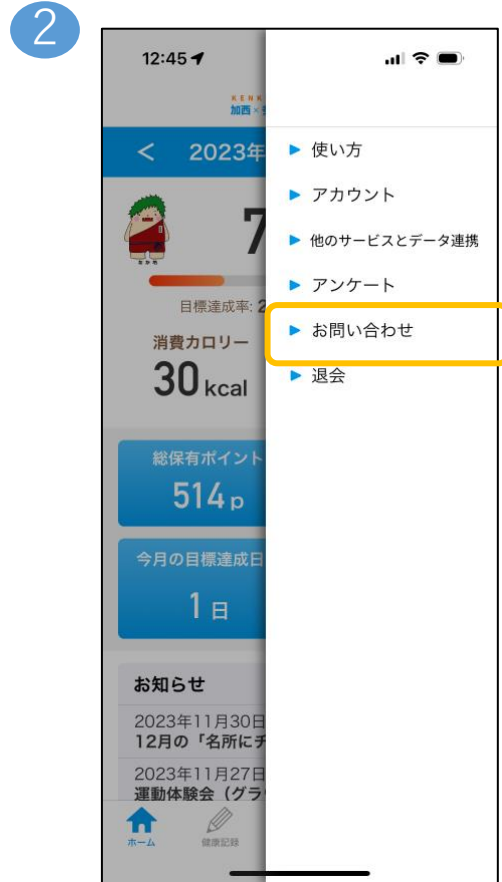 2
12:45
KENK
加西×
< 2023年
7
目標達成率: 2
消費カロリー
30 kcal
総保有ポイント
514 p
今月の目標達成日
1 日
お知らせ
2023年11月30日
12月の「名所にチ
2023年11月27日
運動体験会（グラ
ホーム
健康記録
使い方
アカウント
他のサービスとデータ連携
アンケート
お問い合わせ
退会